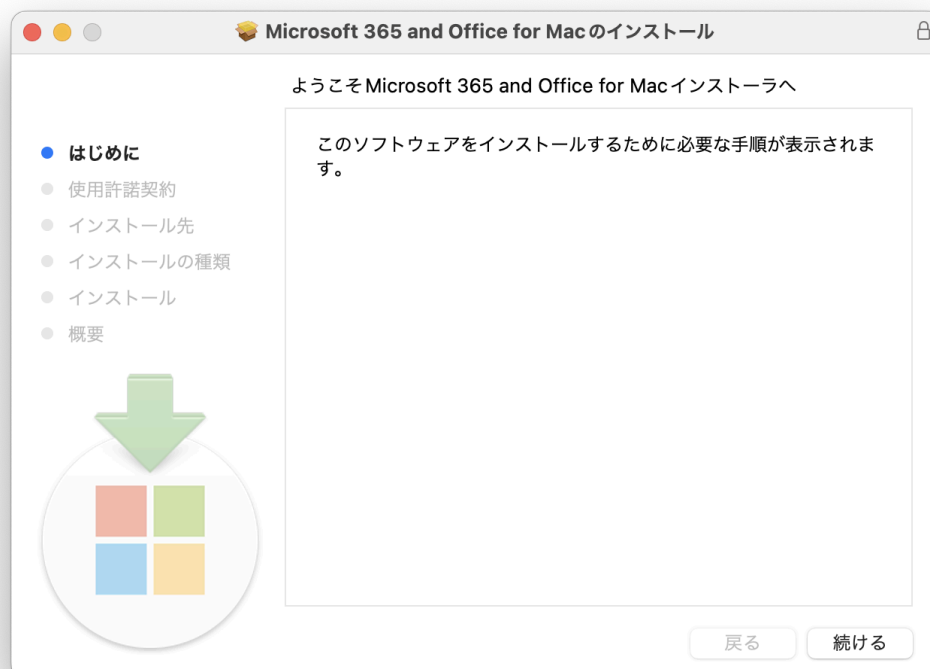 Microsoft 365 and Office for Macのインストール
ようこそMicrosoft 365 and Office for Macインストーラへ
はじめに
使用許諾契約
インストール先
インストールの種類
インストール
概要
このソフトウェアをインストールするために必要な手順が表示されま
す。
戻る
続ける